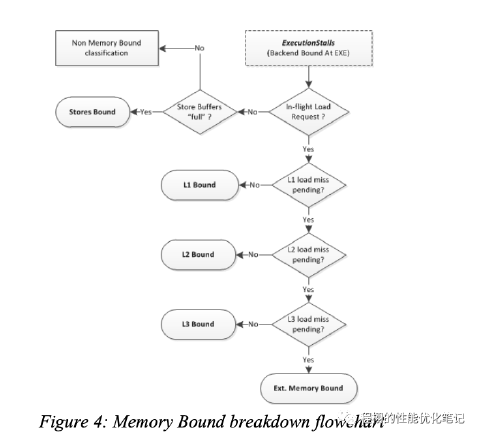 Non Memory Bound
classification
No
ExecutionStalls
(Backend Bound At EXE)
Stores Bound
Yes
Store Buffers
"full" ?
No
In-flight Load
Request ?
Yes
L1 Bound
No
L1 load miss
pending?
Yes
L2 Bound
No
L2 load miss
pending?
Yes
L3 Bound
No
L3 load miss
pending?
Yes
Ext. Memory Bound
的性能优化笔记
Figure 4: Memory Bound breakdown flowchart